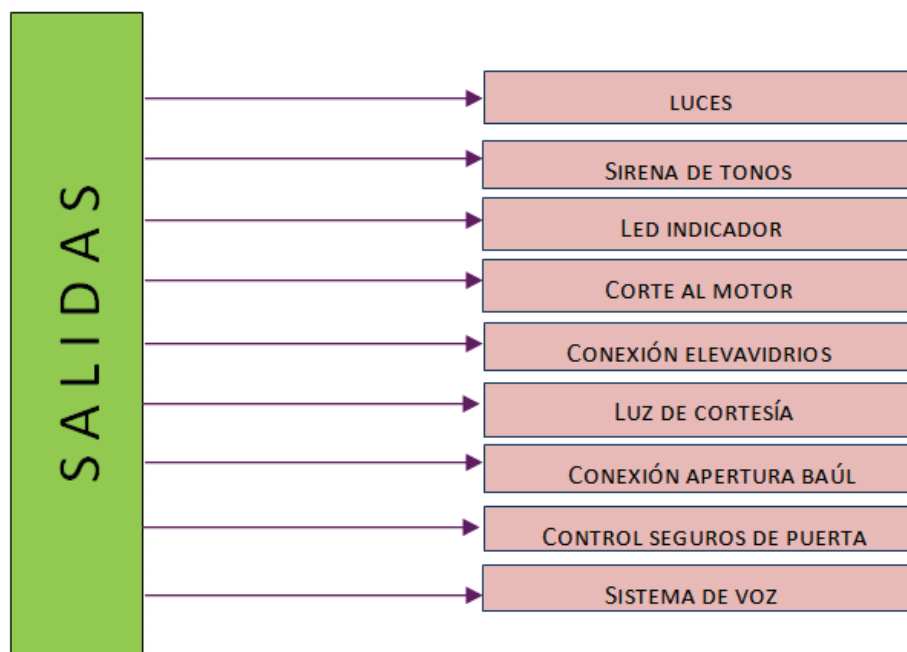 SALIDAS
LUCES
SIRENA DE TONOS
LED INDICADOR
CORTE AL MOTOR
CONEXIÓN ELEVAVIDRIOS
LUZ DE CORTESÍA
CONEXIÓN APERTURA BAÚL
CONTROL SEGUROS DE PUERTA
SISTEMA DE VOZ